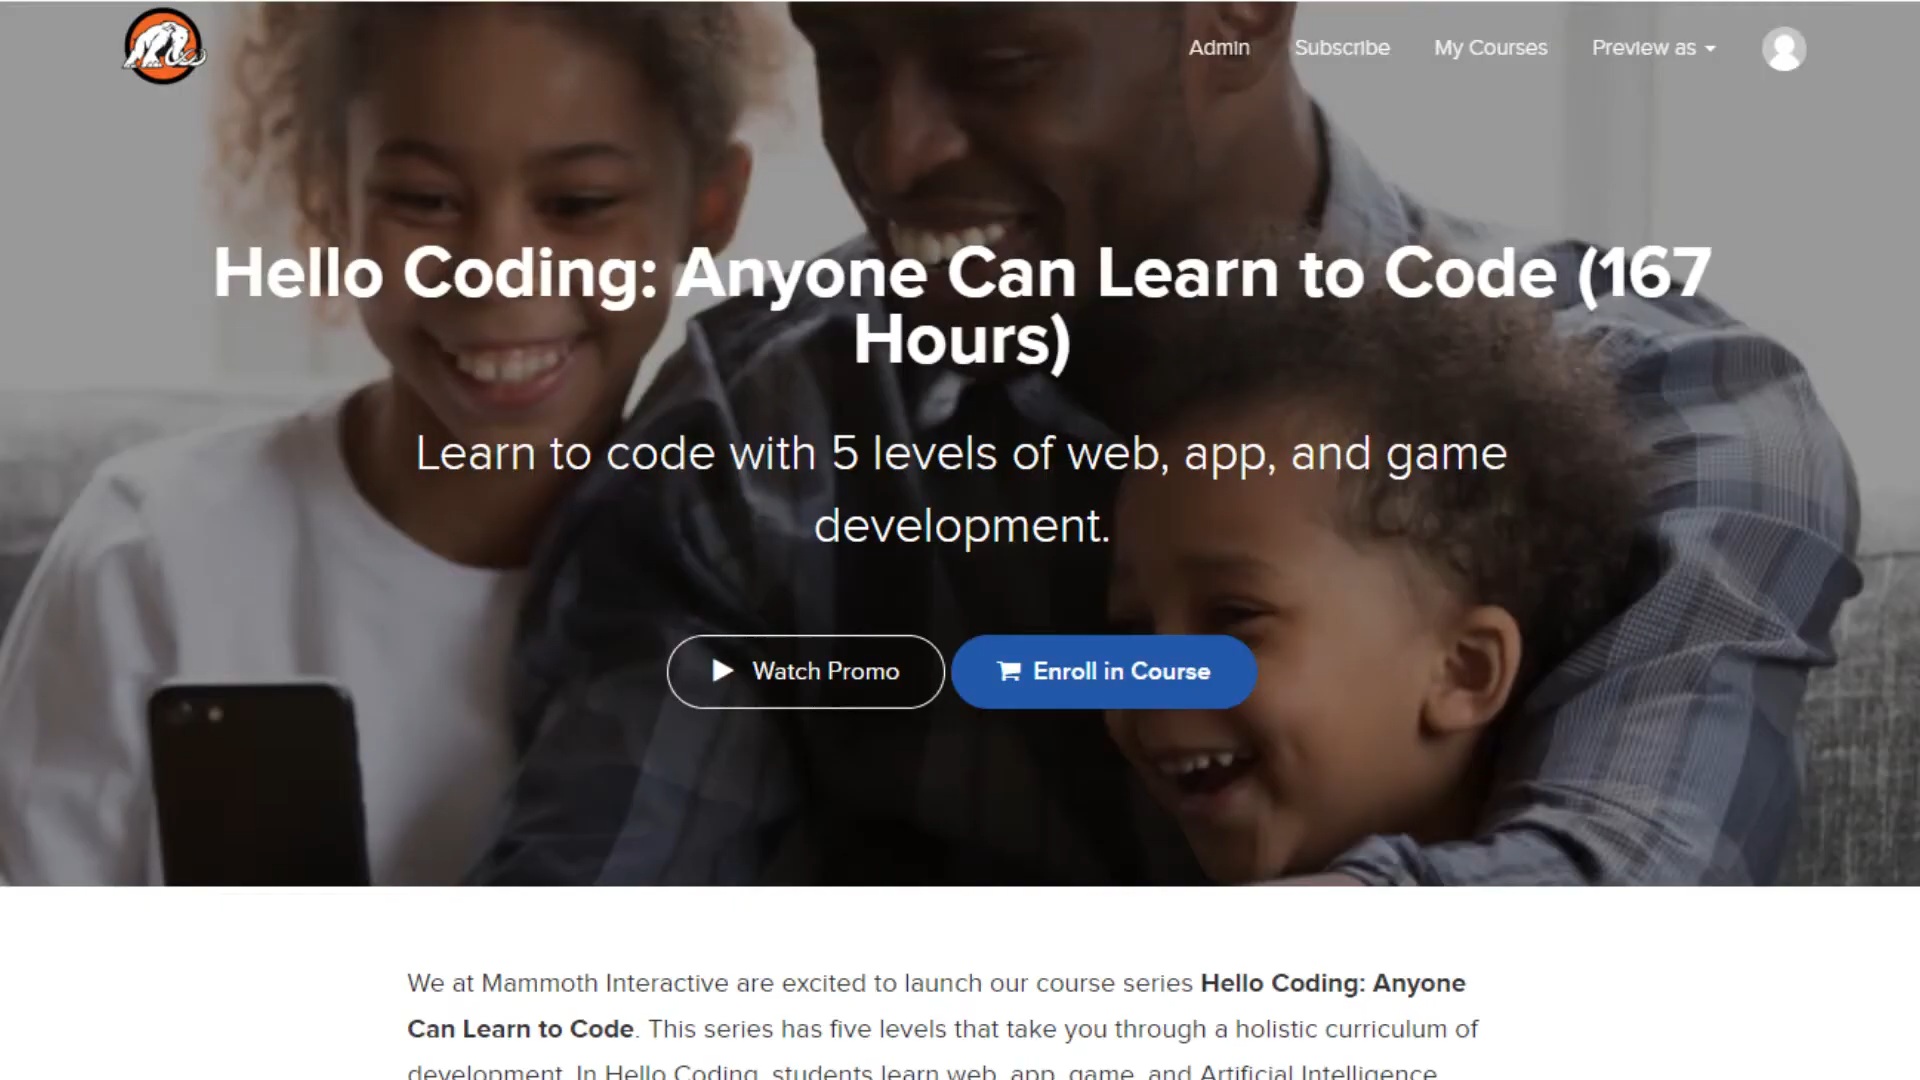 Admin Subscribe My Courses Preview as
Hello Coding: Anyone Can Learn to Code (167
Hours)
Learn to code with 5 levels of web, app, and game
development.
Watch Promo Enroll in Course
We at Mammoth Interactive are excited to launch our course series Hello Coding: Anyone
Can Learn to Code. This series has five levels that take you through a holistic curriculum of
development. In Hello Coding, students learn web, app, game, and Artificial Intelligence